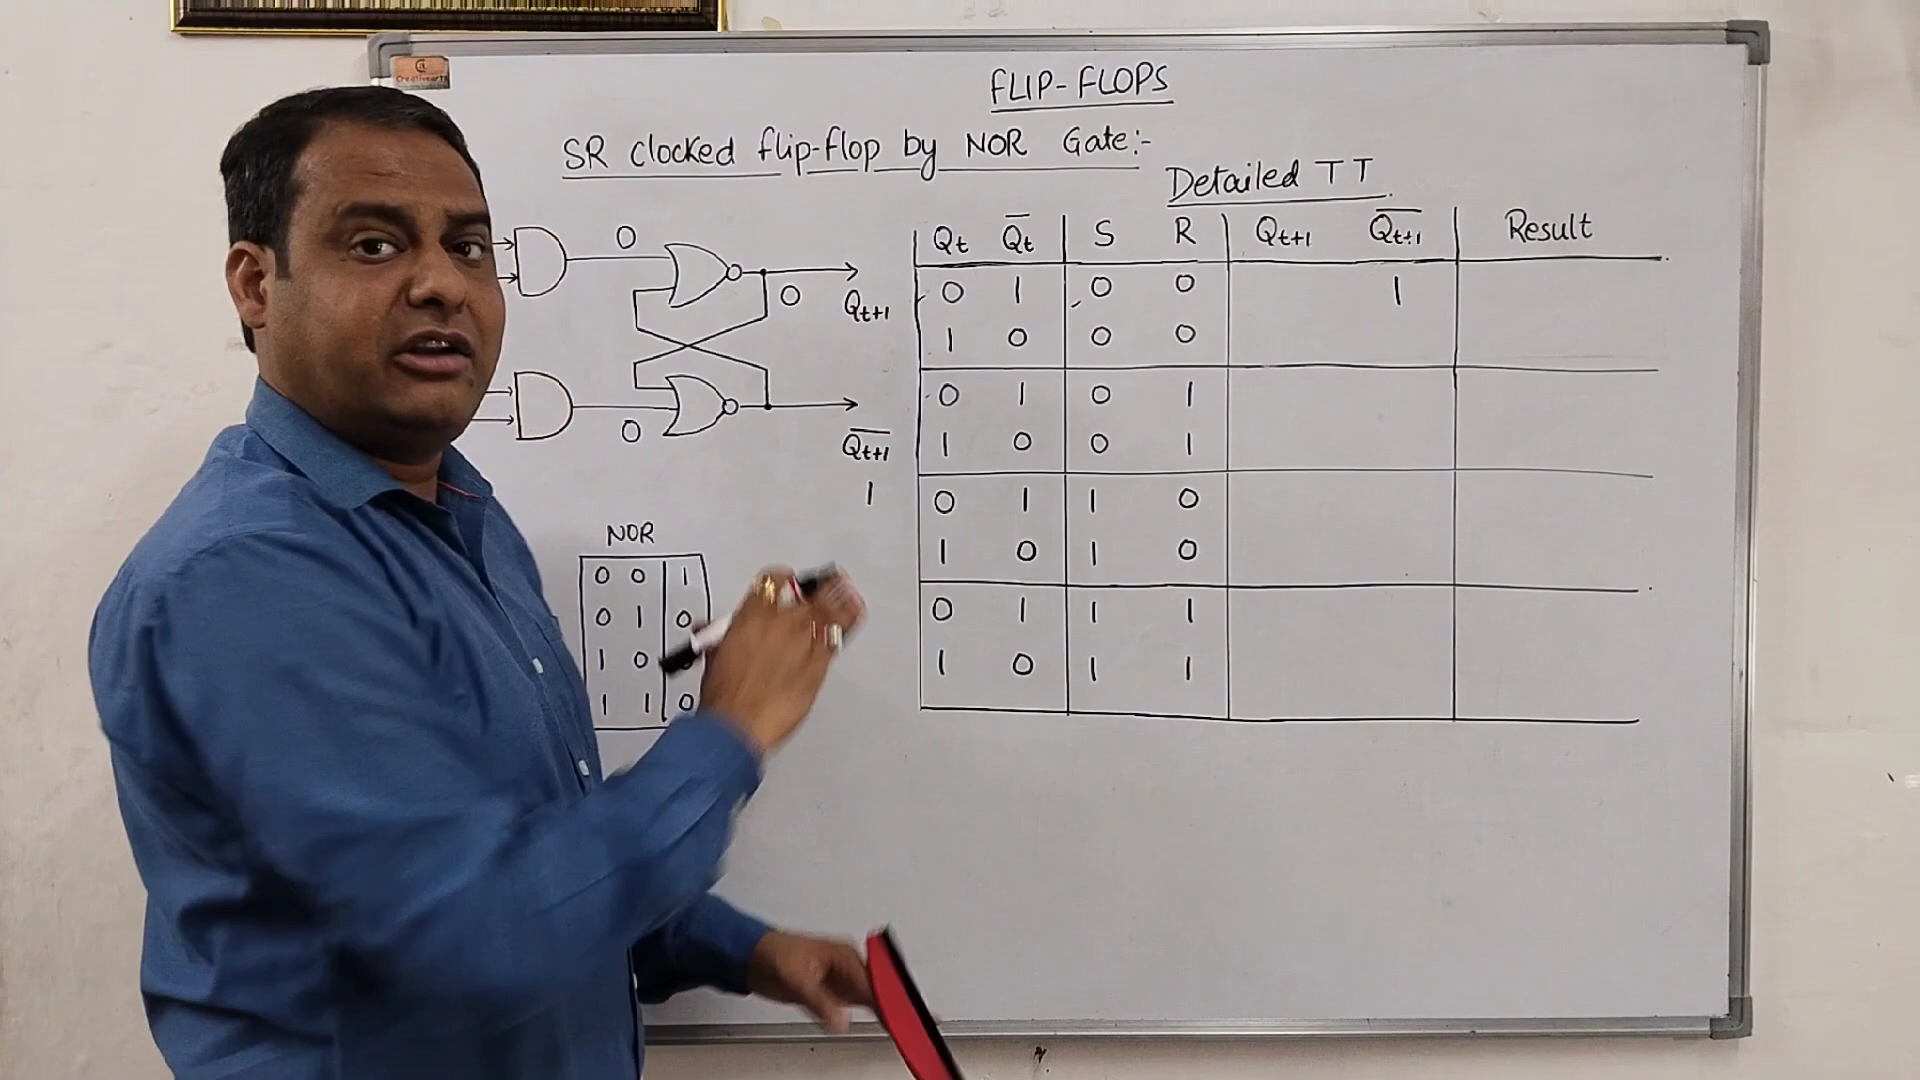 Creativearts
FLIP-FLOPS
SR clocked flip-flop by NOR Gate:-
Detailed TT
Qt Q̅t S R Qt+1 Q̅t+1 Result
0 1 0 0 1
1 0 0 0
0 1 0 1
1 0 0 1
0 1 1 0
1 0 1 0
0 1 1 1
1 0 1 1
0
0 Qt+1
0
Q̅t+1
1
NOR
0 0 1
0 1 0
1 0
1 1 0